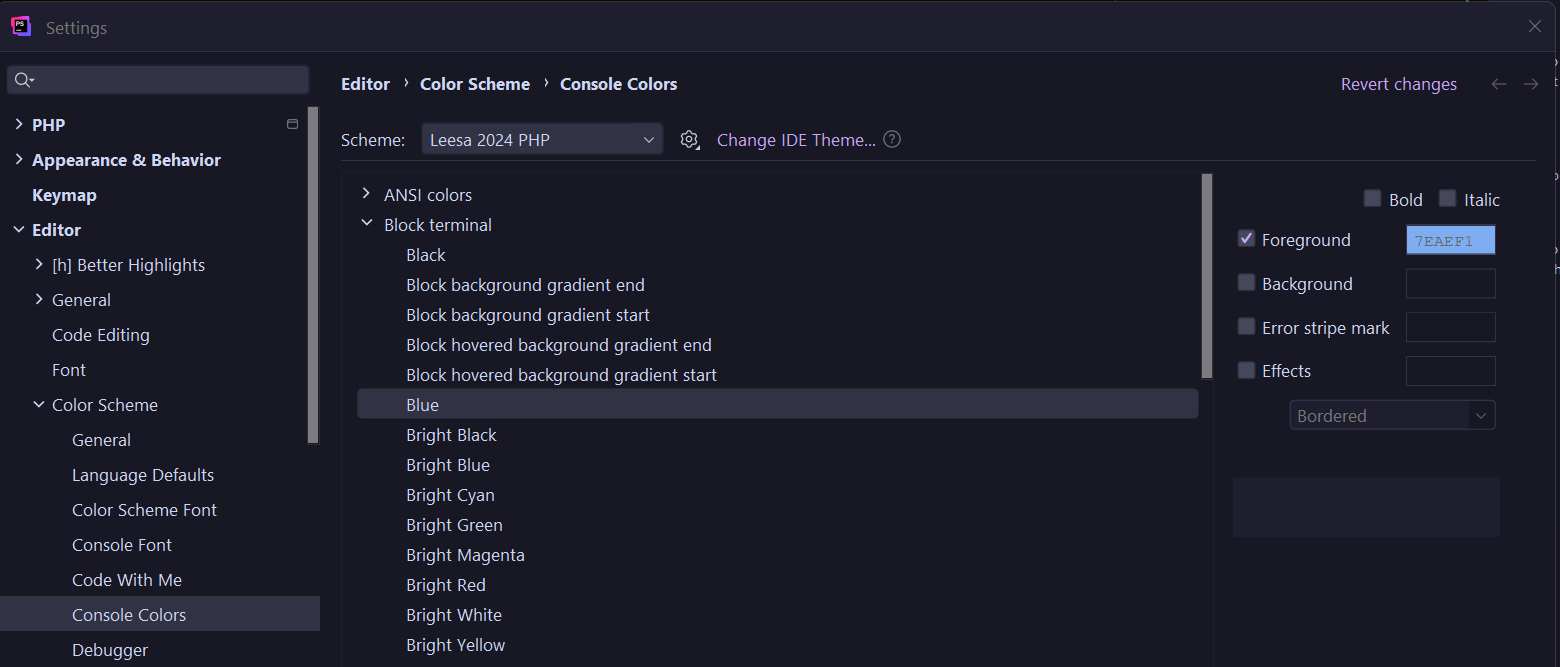 PS
Settings
PHP
Appearance & Behavior
Keymap
Editor
[h] Better Highlights
General
Code Editing
Font
Color Scheme
General
Language Defaults
Color Scheme Font
Console Font
Code With Me
Console Colors
Debugger
Editor › Color Scheme › Console Colors
Revert changes
Scheme: Leesa 2024 PHP Change IDE Theme... ?
ANSI colors
Block terminal
Black
Block background gradient end
Block background gradient start
Block hovered background gradient end
Block hovered background gradient start
Blue
Bright Black
Bright Blue
Bright Cyan
Bright Green
Bright Magenta
Bright Red
Bright White
Bright Yellow
Bold Italic
Foreground 7EAEF1
Background
Error stripe mark
Effects
Bordered